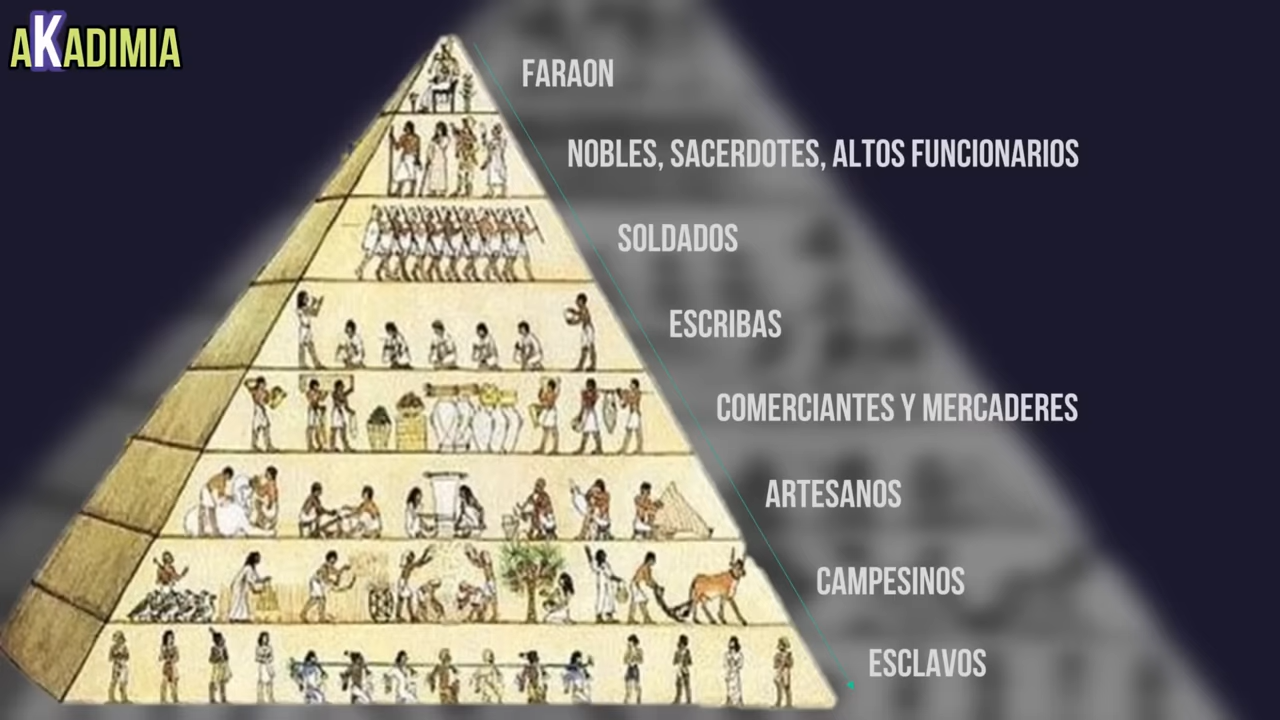 AKADIMIA
FARAON
NOBLES, SACERDOTES, ALTOS FUNCIONARIOS
SOLDADOS
ESCRIBAS
COMERCIANTES Y MERCADERES
ARTESANOS
CAMPESINOS
ESCLAVOS